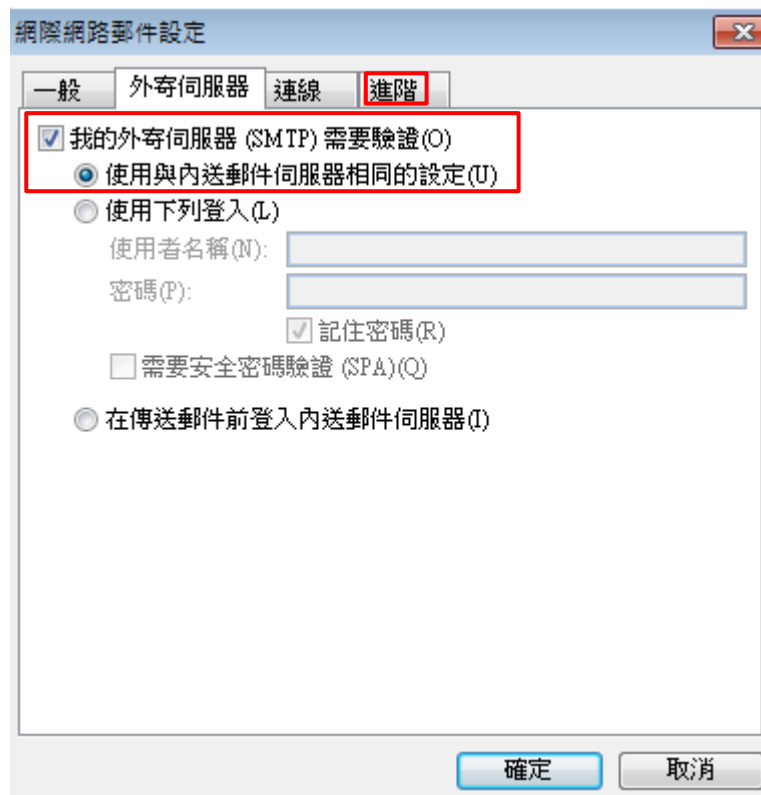 網際網路郵件設定
一般 外寄伺服器 連線 進階
我的外寄伺服器 (SMTP) 需要驗證(O)
使用與內送郵件伺服器相同的設定(U)
使用下列登入(L)
使用者名稱(N):
密碼(P):
記住密碼(R)
需要安全密碼驗證 (SPA)(Q)
在傳送郵件前登入內送郵件伺服器(I)
確定 取消